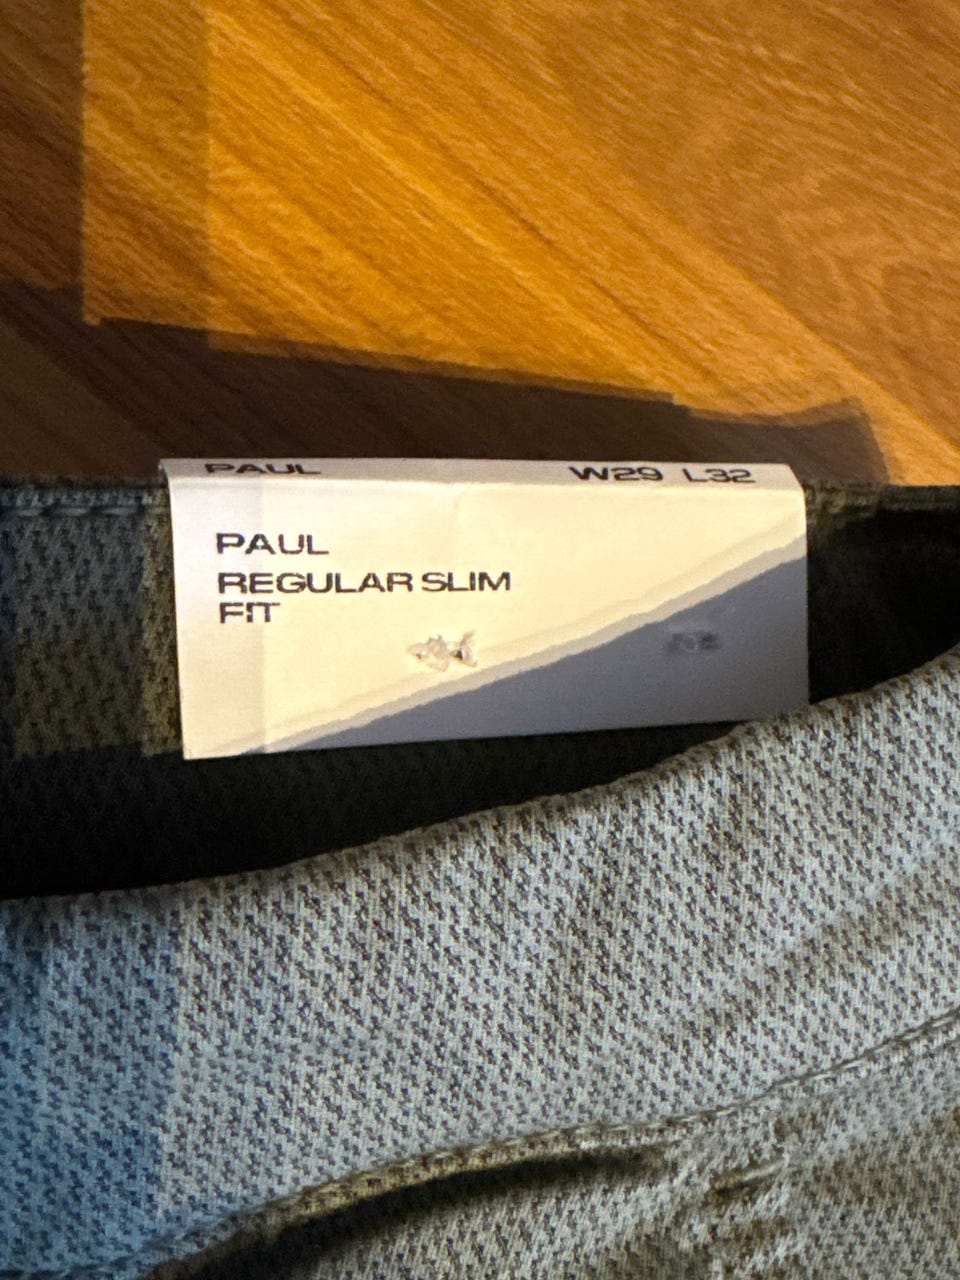 PAUL W29 L32
PAUL
REGULAR SLIM
FIT